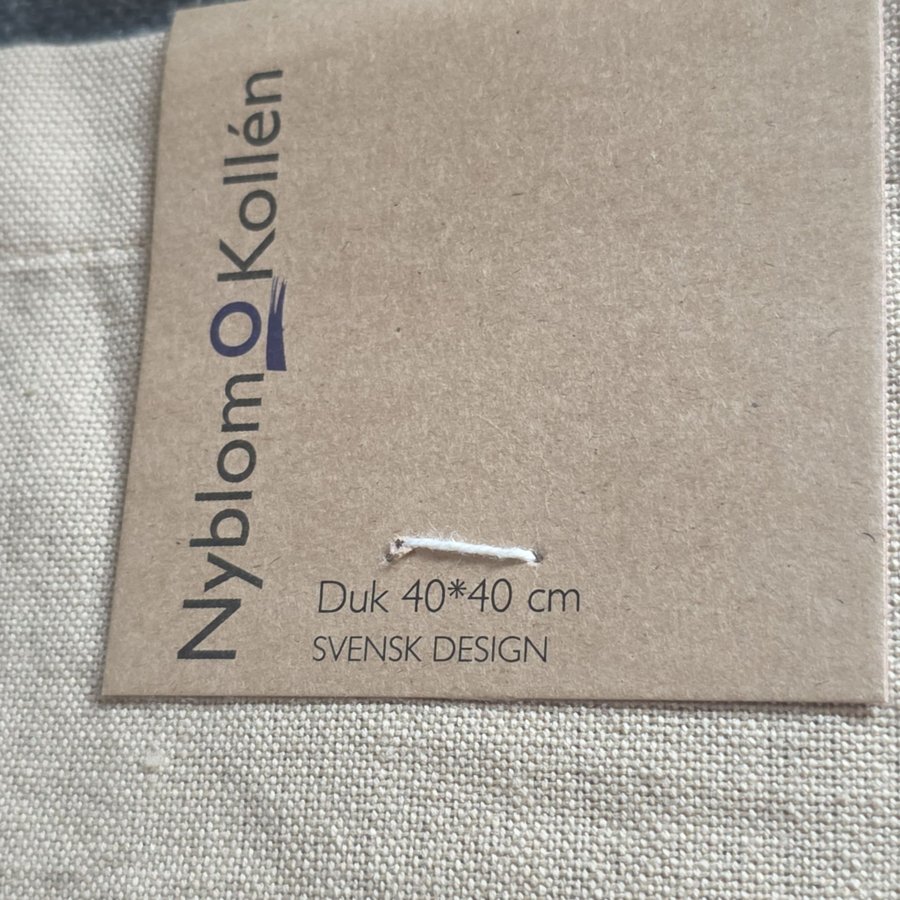 Nyblom O Kollén
Duk 40*40 cm
SVENSK DESIGN